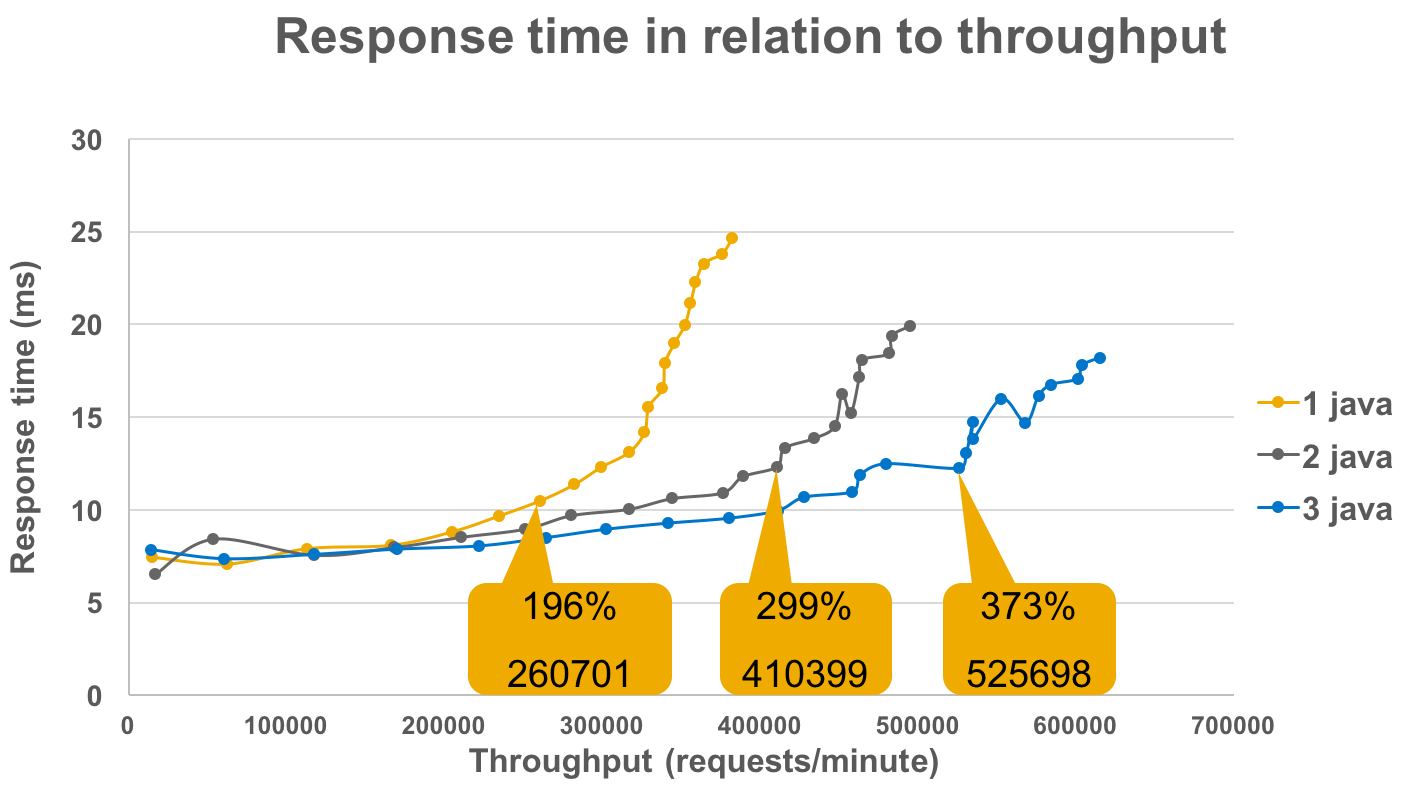 Response time in relation to throughput
30
25
20
15
10
5
0
Response time (ms)
196%
260701
299%
410399
373%
525698
0 100000 200000 300000 400000 500000 600000 700000
Throughput (requests/minute)
1 java
2 java
3 java